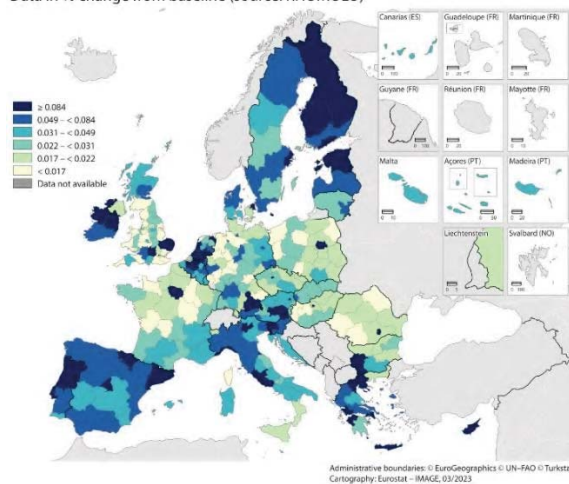 ≥ 0.084
0.049 – < 0.084
0.031 – < 0.049
0.022 – < 0.031
0.017 – < 0.022
< 0.017
Data not available
Canarias (ES)
Guadeloupe (FR)
Martinique (FR)
Guyane (FR)
Réunion (FR)
Mayotte (FR)
Malta
Açores (PT)
Madeira (PT)
Liechtenstein
Svalbard (NO)
Administrative boundaries: © EuroGeographics © UN–FAO © Turksta
Cartography: Eurostat – IMAGE, 03/2023